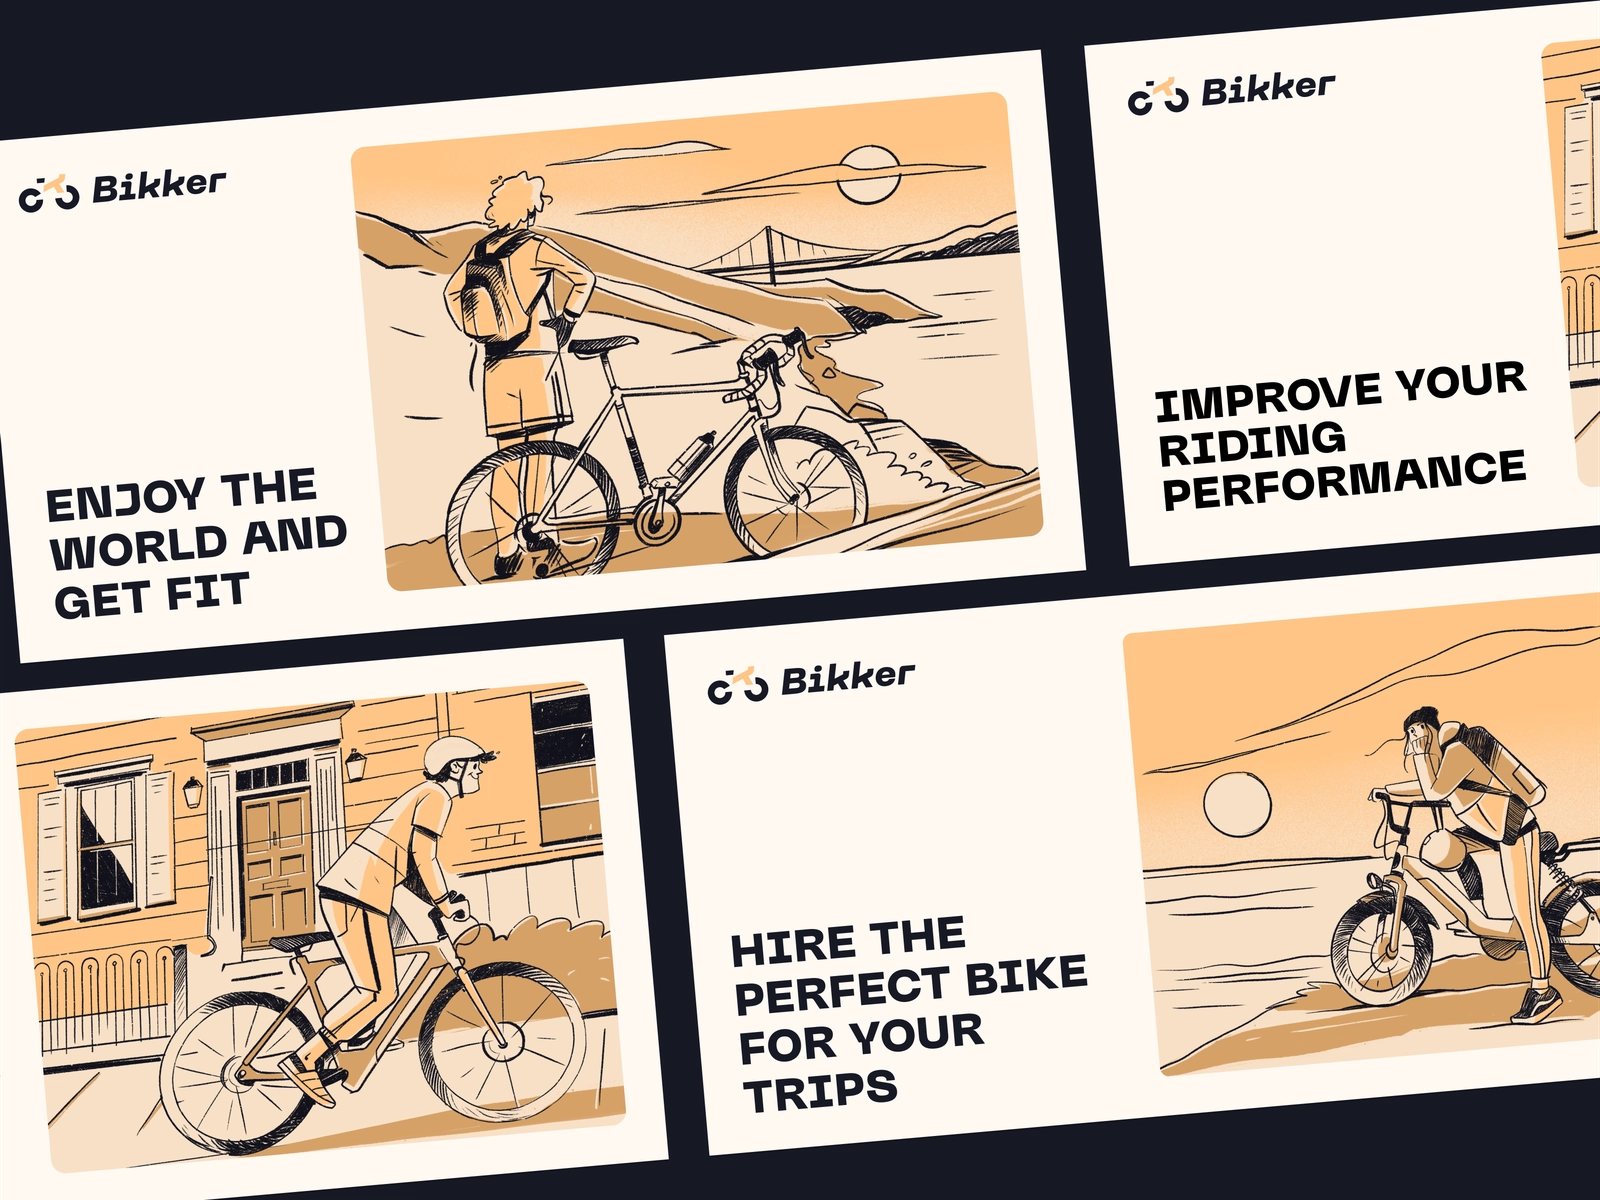 Bikker
ENJOY THE
WORLD AND
GET FIT
Bikker
IMPROVE YOUR
RIDING
PERFORMANCE
Bikker
HIRE THE
PERFECT BIKE
FOR YOUR
TRIPS